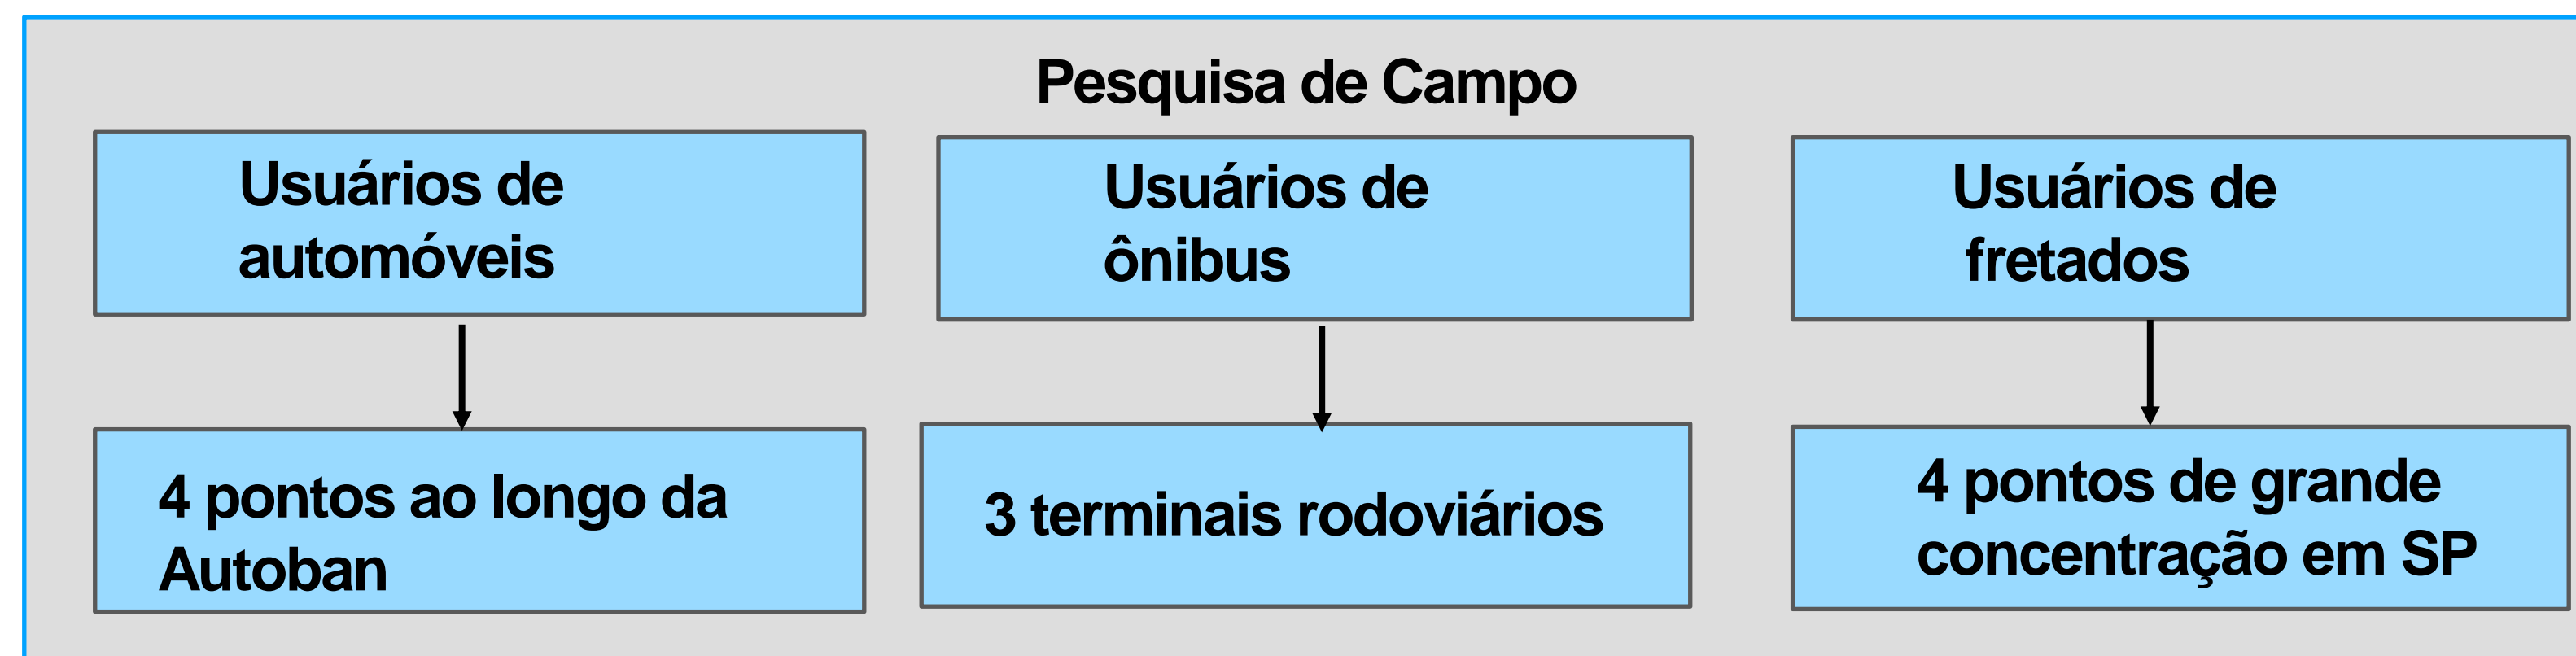 Pesquisa de Campo
Usuários de
automóveis
Usuários de
ônibus
Usuários de
fretados
4 pontos ao longo da
Autoban
3 terminais rodoviários
4 pontos de grande
concentração em SP